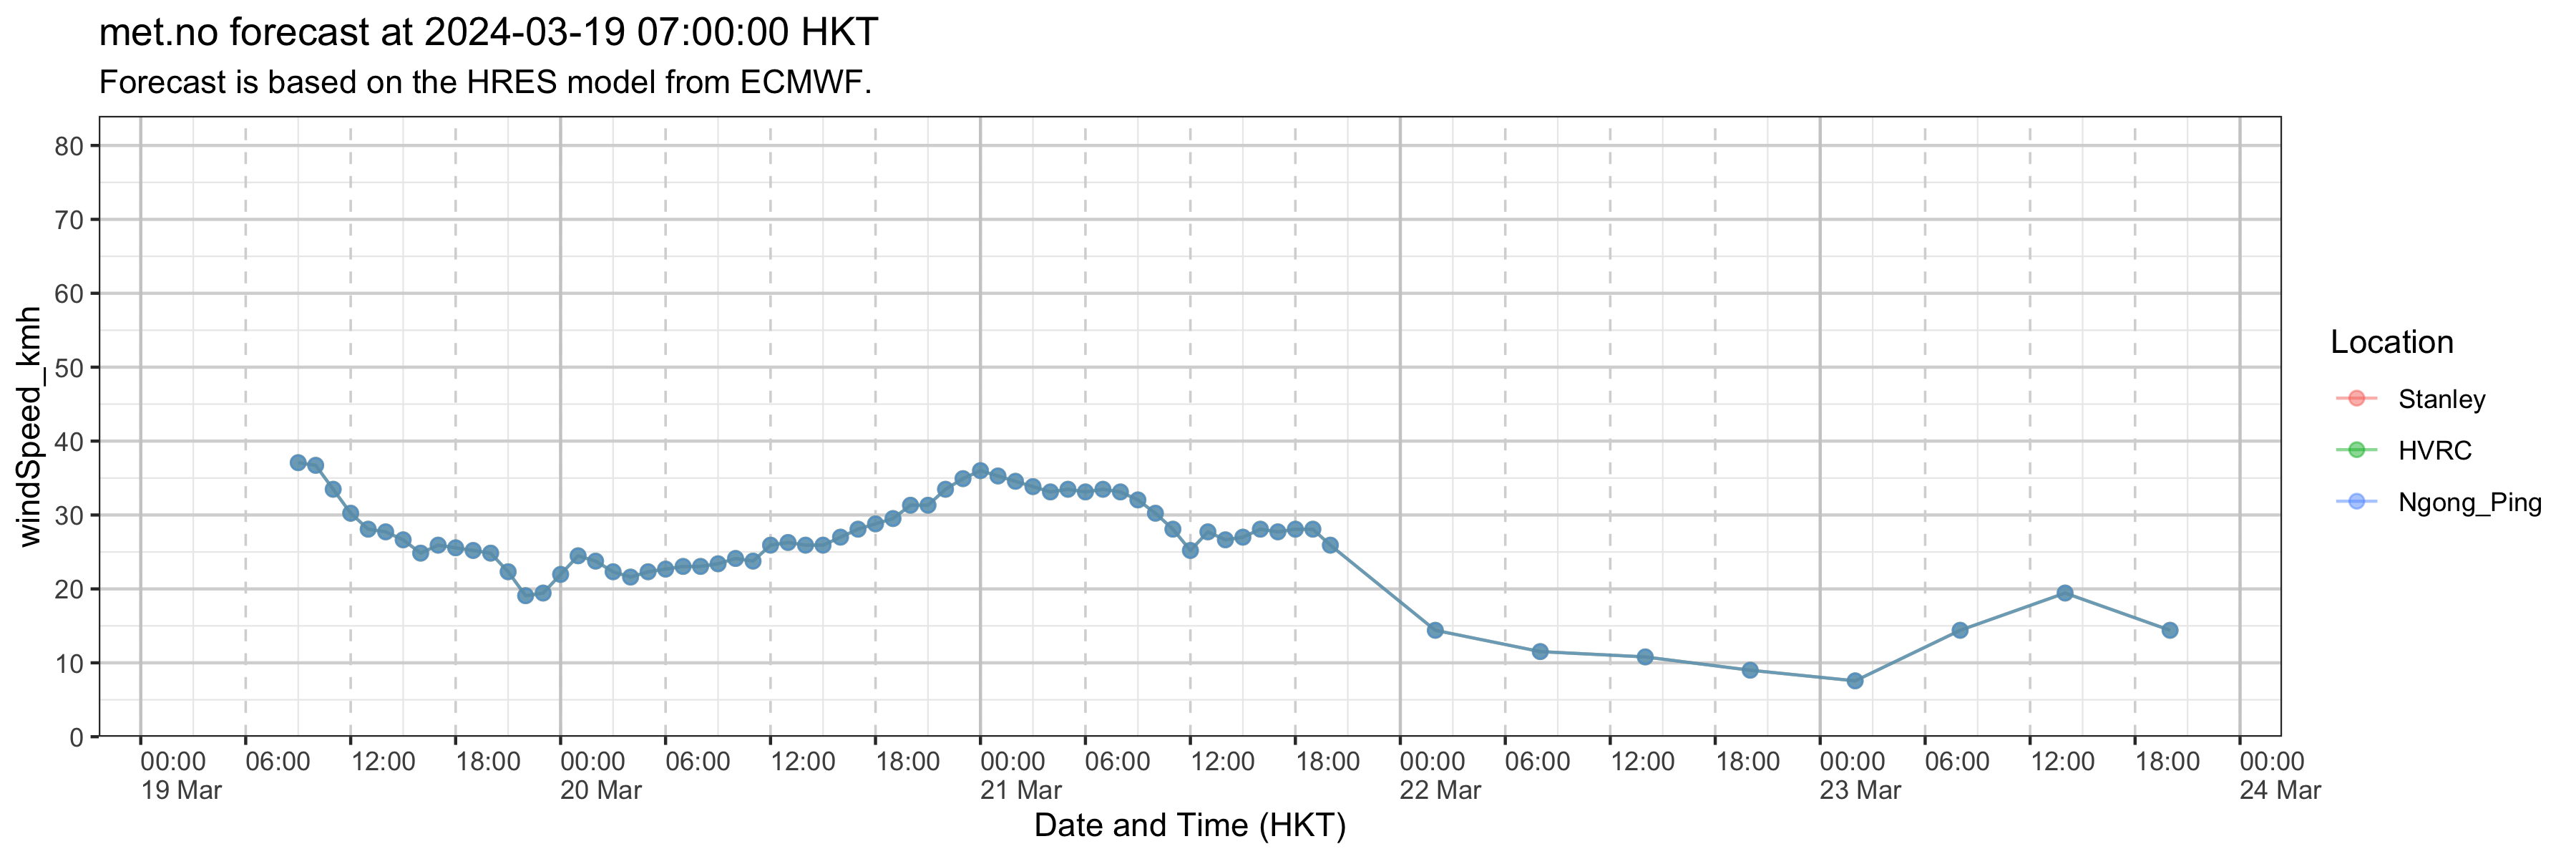 met.no forecast at 2024-03-19 07:00:00 HKT
Forecast is based on the HRES model from ECMWF.
windSpeed_kmh
80
70
60
50
40
30
20
10
0
00:00 06:00 12:00 18:00 00:00 06:00 12:00 18:00 00:00 06:00 12:00 18:00 00:00 06:00 12:00 18:00 00:00 06:00 12:00 18:00 00:00
19 Mar 20 Mar 21 Mar 22 Mar 23 Mar 24 Mar
Date and Time (HKT)
Location
Stanley
HVRC
Ngong_Ping